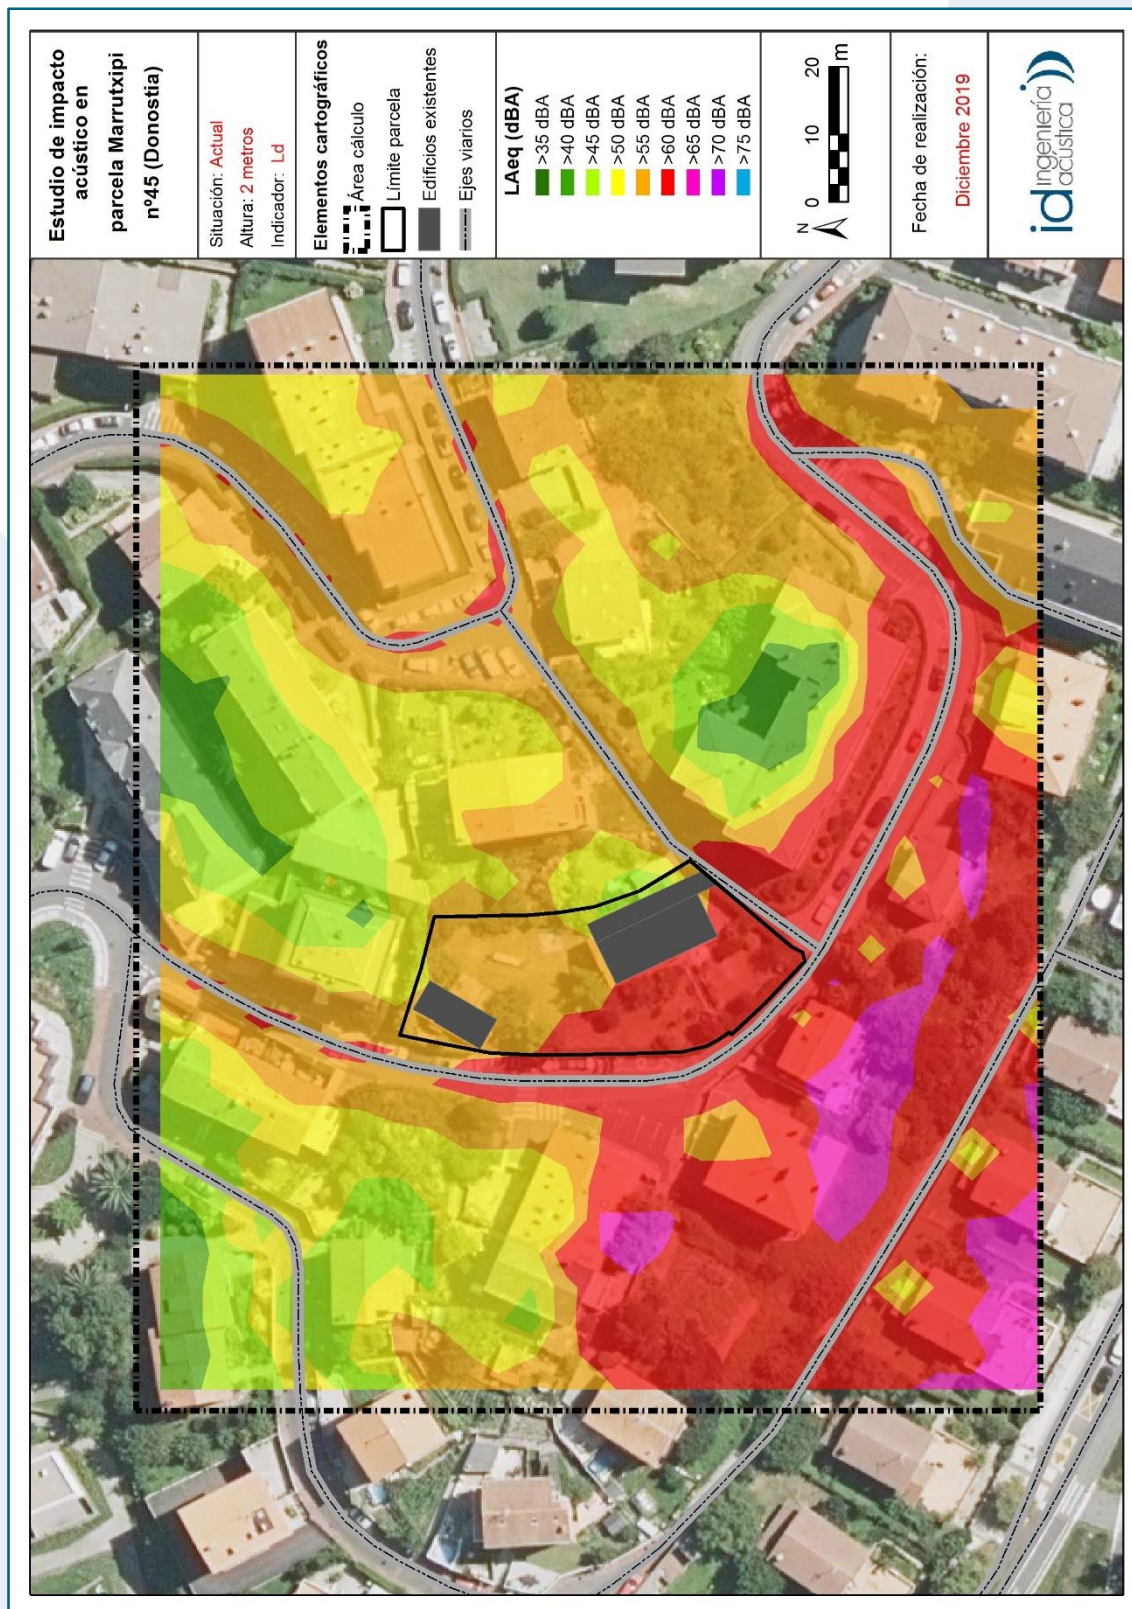 Estudio de impacto
acústico en
parcela Marrutxipi
nº45 (Donostia)
Situación: Actual
Altura: 2 metros
Indicador: Ld
Elementos cartográficos
Área cálculo
Límite parcela
Edificios existentes
Ejes viarios
LAeq (dBA)
>35 dBA
>40 dBA
>45 dBA
>50 dBA
>55 dBA
>60 dBA
>65 dBA
>70 dBA
>75 dBA
N
0 10 20
m
Fecha de realización:
Diciembre 2019
id ingeniería
acústica